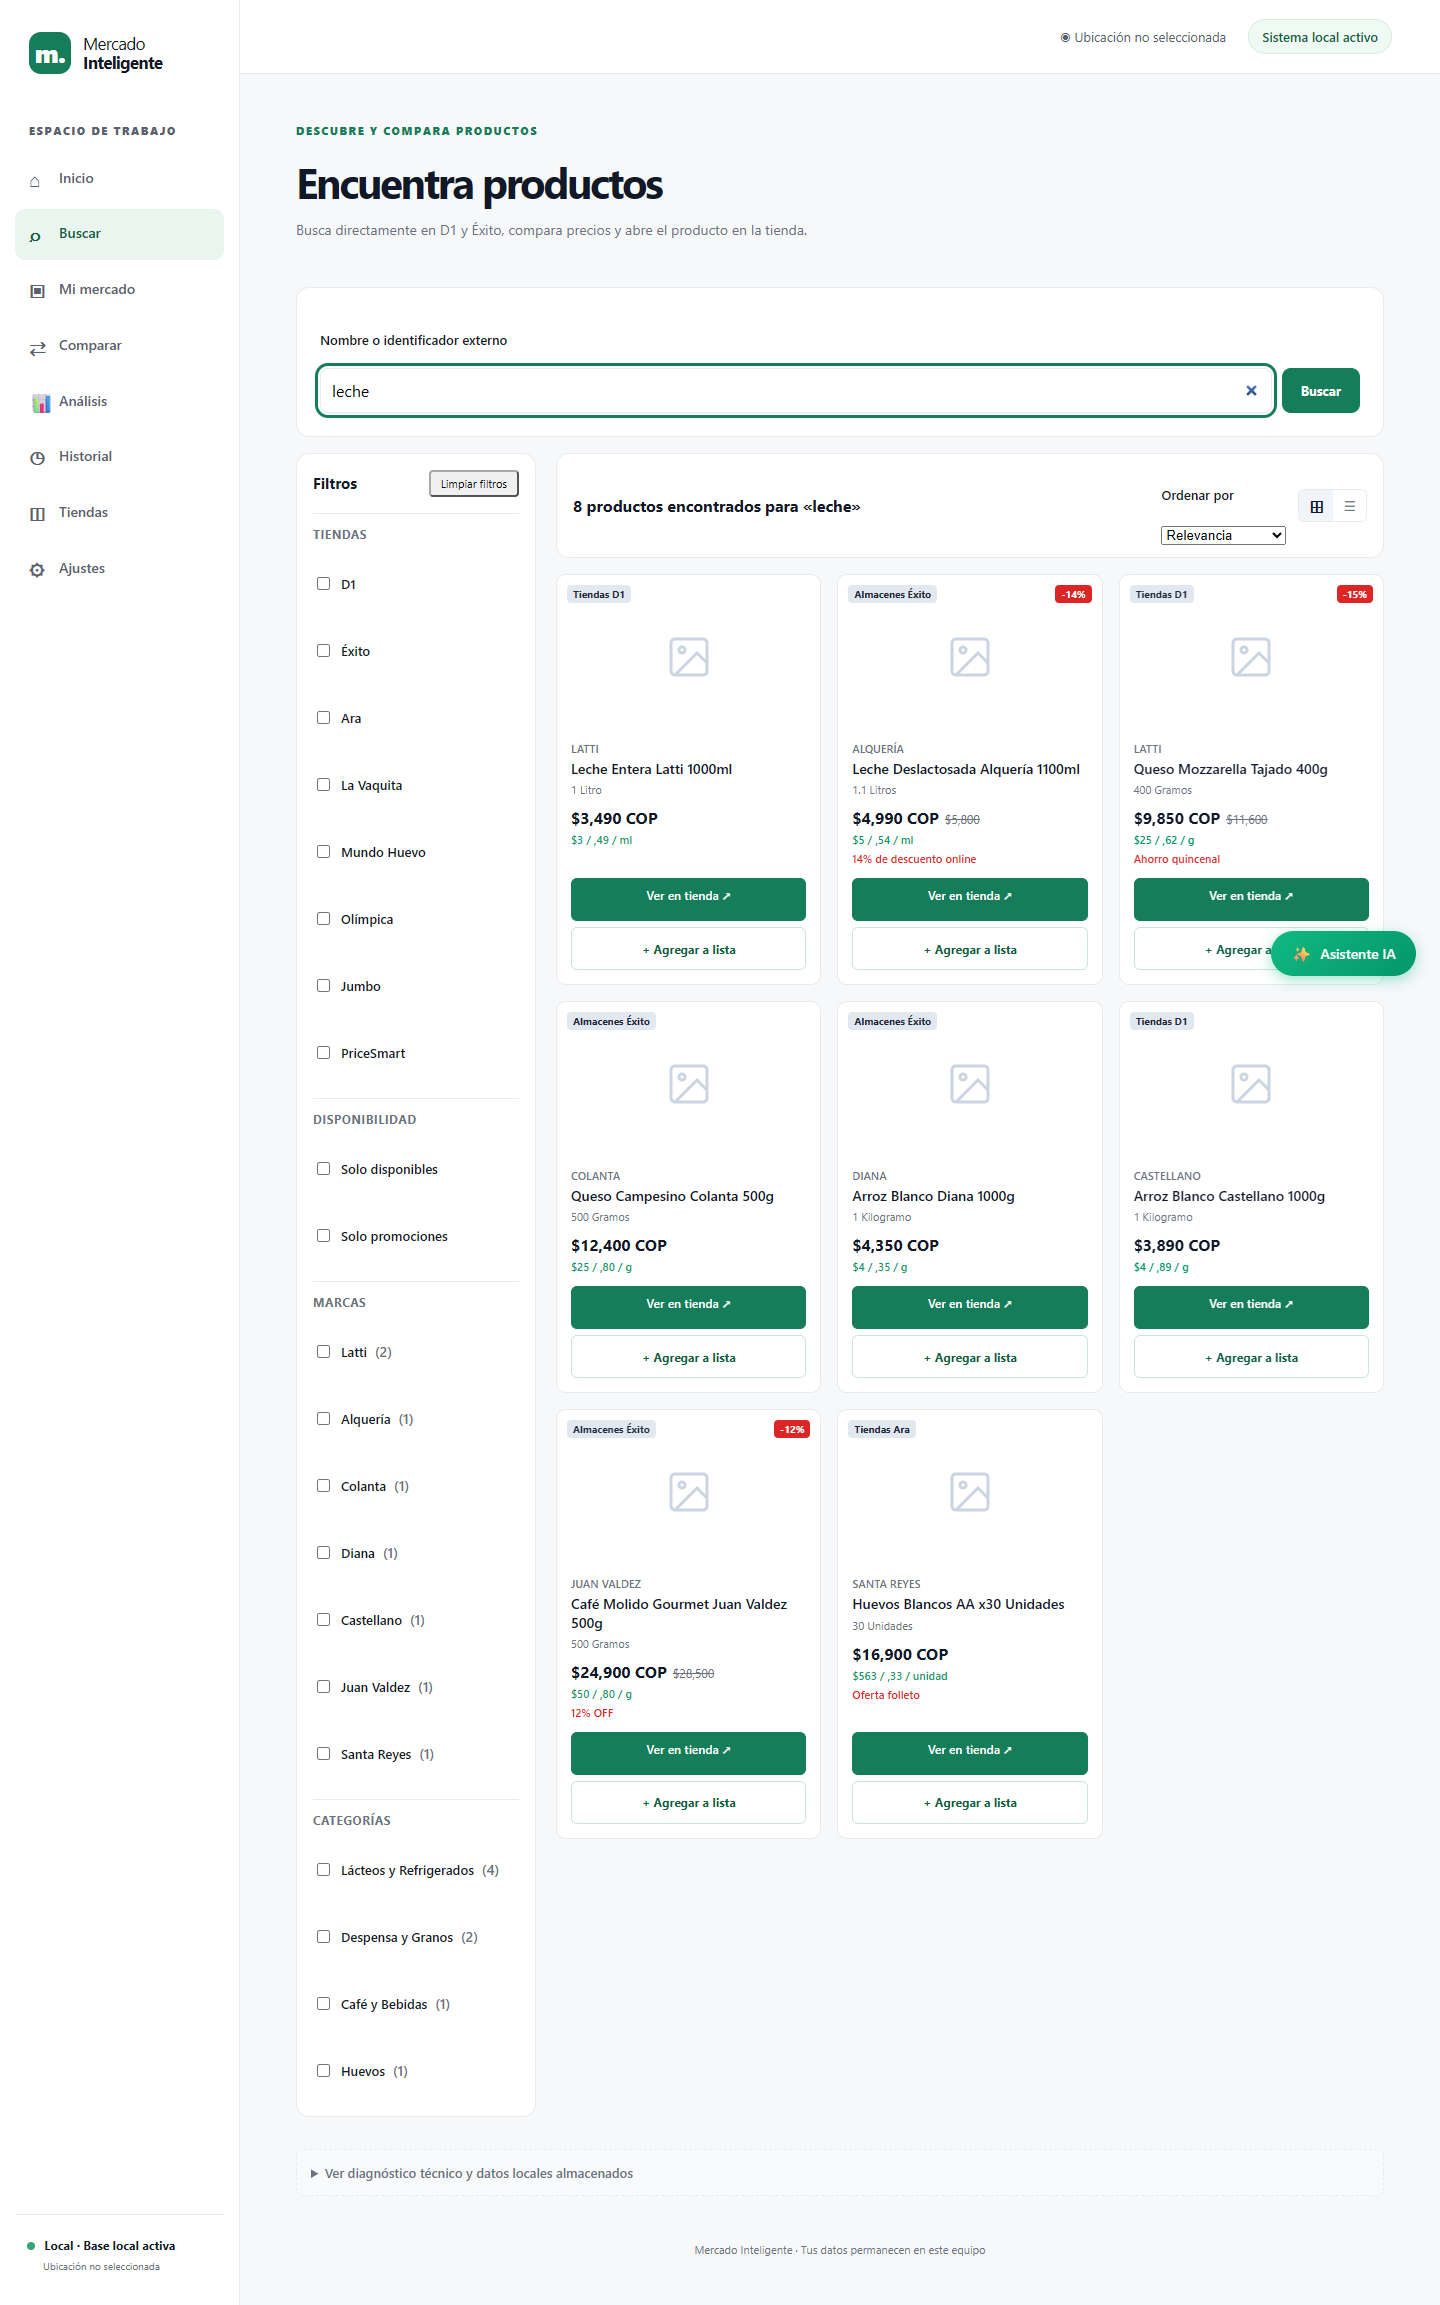 m.
Mercado
Inteligente
ESPACIO DE TRABAJO
Inicio
Buscar
Mi mercado
Comparar
Análisis
Historial
Tiendas
Ajustes
Local · Base local activa
Ubicación no seleccionada
Ubicación no seleccionada
Sistema local activo
DESCUBRE Y COMPARA PRODUCTOS
Encuentra productos
Busca directamente en D1 y Éxito, compara precios y abre el producto en la tienda.
Nombre o identificador externo
leche
Buscar
Filtros
Limpiar filtros
TIENDAS
D1
Éxito
Ara
La Vaquita
Mundo Huevo
Olímpica
Jumbo
PriceSmart
DISPONIBILIDAD
Solo disponibles
Solo promociones
MARCAS
Latti (2)
Alquería (1)
Colanta (1)
Diana (1)
Castellano (1)
Juan Valdez (1)
Santa Reyes (1)
CATEGORÍAS
Lácteos y Refrigerados (4)
Despensa y Granos (2)
Café y Bebidas (1)
Huevos (1)
8 productos encontrados para «leche»
Ordenar por
Relevancia
Tiendas D1
LATTI
Leche Entera Latti 1000ml
1 Litro
$3,490 COP
$3 / ,49 / ml
Ver en tienda ↗
+ Agregar a lista
Almacenes Éxito
-14%
ALQUERÍA
Leche Deslactosada Alquería 1100ml
1.1 Litros
$4,990 COP $5,800
$5 / ,54 / ml
14% de descuento online
Ver en tienda ↗
+ Agregar a lista
Tiendas D1
-15%
LATTI
Queso Mozzarella Tajado 400g
400 Gramos
$9,850 COP $11,600
$25 / ,62 / g
Ahorro quincenal
Ver en tienda ↗
+ Agregar a
✨ Asistente IA
Almacenes Éxito
COLANTA
Queso Campesino Colanta 500g
500 Gramos
$12,400 COP
$25 / ,80 / g
Ver en tienda ↗
+ Agregar a lista
Almacenes Éxito
DIANA
Arroz Blanco Diana 1000g
1 Kilogramo
$4,350 COP
$4 / ,35 / g
Ver en tienda ↗
+ Agregar a lista
Tiendas D1
CASTELLANO
Arroz Blanco Castellano 1000g
1 Kilogramo
$3,890 COP
$4 / ,89 / g
Ver en tienda ↗
+ Agregar a lista
Almacenes Éxito
-12%
JUAN VALDEZ
Café Molido Gourmet Juan Valdez
500g
500 Gramos
$24,900 COP $28,500
$50 / ,80 / g
12% OFF
Ver en tienda ↗
+ Agregar a lista
Tiendas Ara
SANTA REYES
Huevos Blancos AA x30 Unidades
30 Unidades
$16,900 COP
$563 / ,33 / unidad
Oferta folleto
Ver en tienda ↗
+ Agregar a lista
▶ Ver diagnóstico técnico y datos locales almacenados
Mercado Inteligente · Tus datos permanecen en este equipo